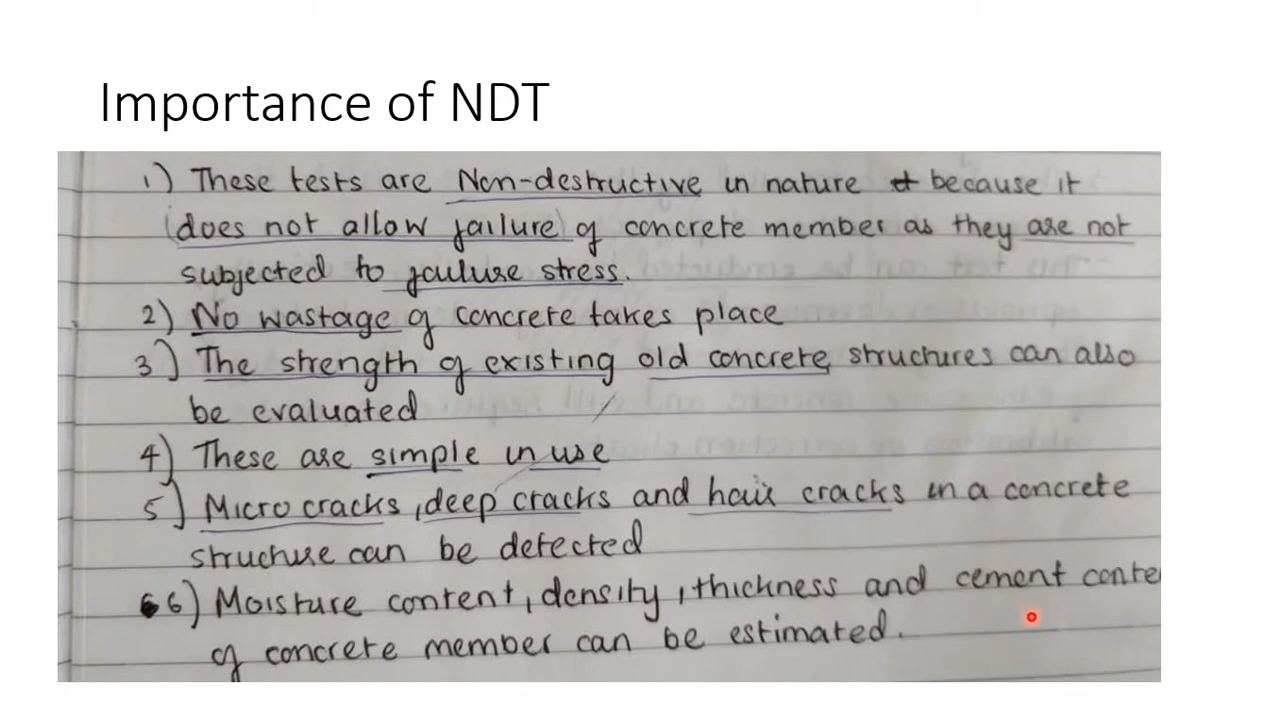 Importance of NDT
1) These tests are Non-destructive in nature because it
(does not allow failure) of concrete member as they are not
subjected to failure stress.
2) No wastage of concrete takes place
3) The strength of existing old concrete structures can also
be evaluated
4) These are simple in use
5) Micro cracks, deep cracks and hair cracks in a concrete
structure can be detected
6) Moisture content, density, thickness and cement conte
of concrete member can be estimated.